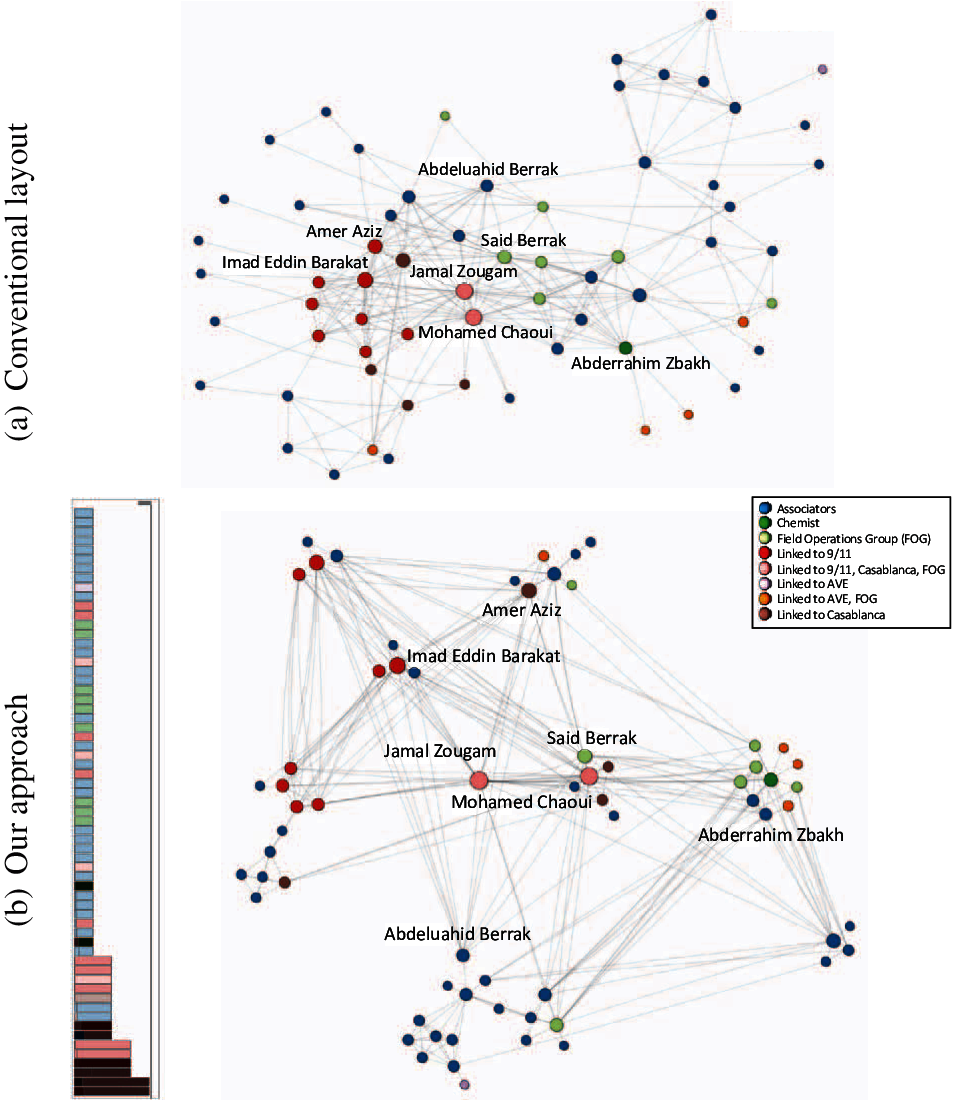 (a) Conventional layout
Abdeluahid Berrak
Amer Aziz
Said Berrak
Imad Eddin Barakat
Jamal Zougam
Mohamed Chaoui
Abderrahim Zbakh
(b) Our approach
Associators
Chemist
Field Operations Group (FOG)
Linked to 9/11
Linked to 9/11, Casablanca, FOG
Linked to AVE
Linked to AVE, FOG
Linked to Casablanca
Amer Aziz
Imad Eddin Barakat
Said Berrak
Jamal Zougam
Mohamed Chaoui
Abderrahim Zbakh
Abdeluahid Berrak